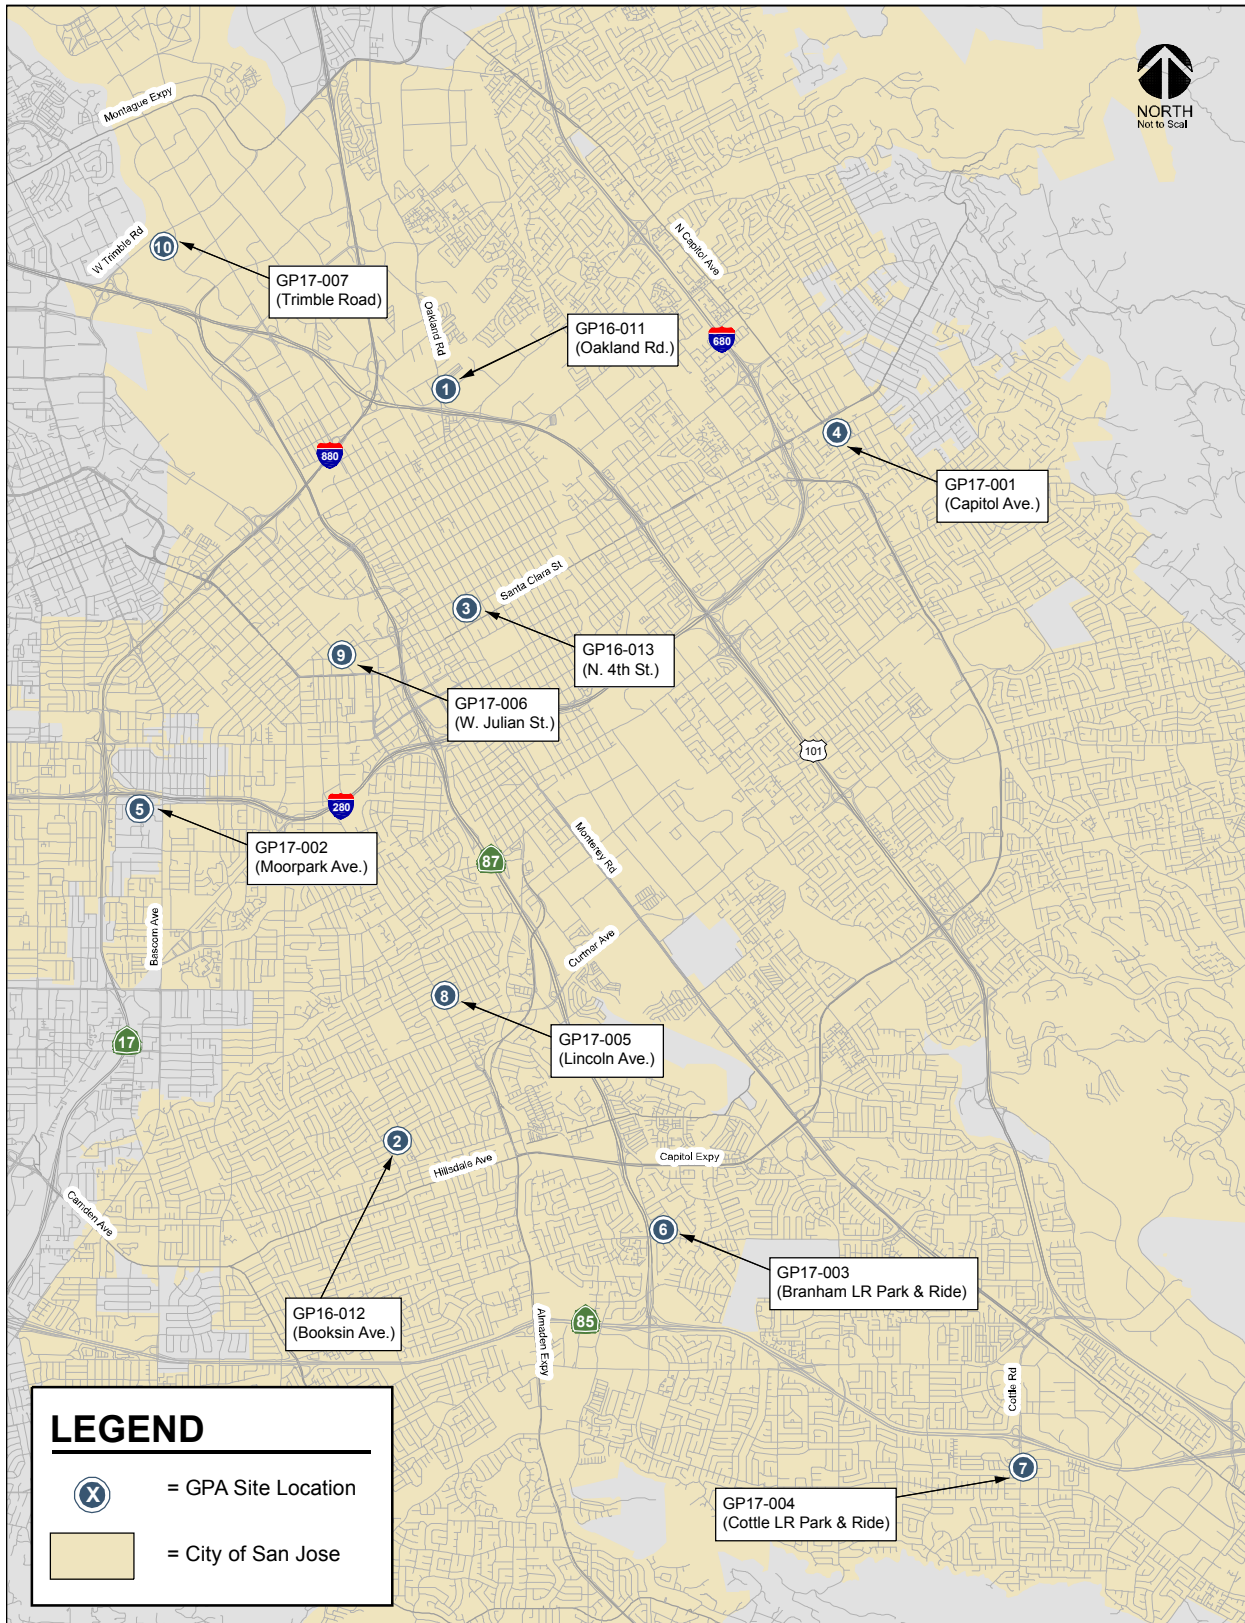 Montague Expy
NORTH
Not to Scal
W Trimble Rd
10
GP17-007
(Trimble Road)
N Capitol Ave
Oakland Rd
GP16-011
(Oakland Rd.)
680
1
4
880
GP17-001
(Capitol Ave.)
Santa Clara St
3
GP16-013
(N. 4th St.)
9
GP17-006
(W. Julian St.)
101
5
280
GP17-002
(Moorpark Ave.)
Monterey Rd
87
Bascom Ave
Curtner Ave
8
GP17-005
(Lincoln Ave.)
17
2
Hillsdale Ave
Capitol Expy
Camden Ave
6
GP17-003
(Branham LR Park & Ride)
GP16-012
(Booksin Ave.)
85
Almaden Expy
Cottle Rd
7
GP17-004
(Cottle LR Park & Ride)
LEGEND
X
= GPA Site Location
= City of San Jose